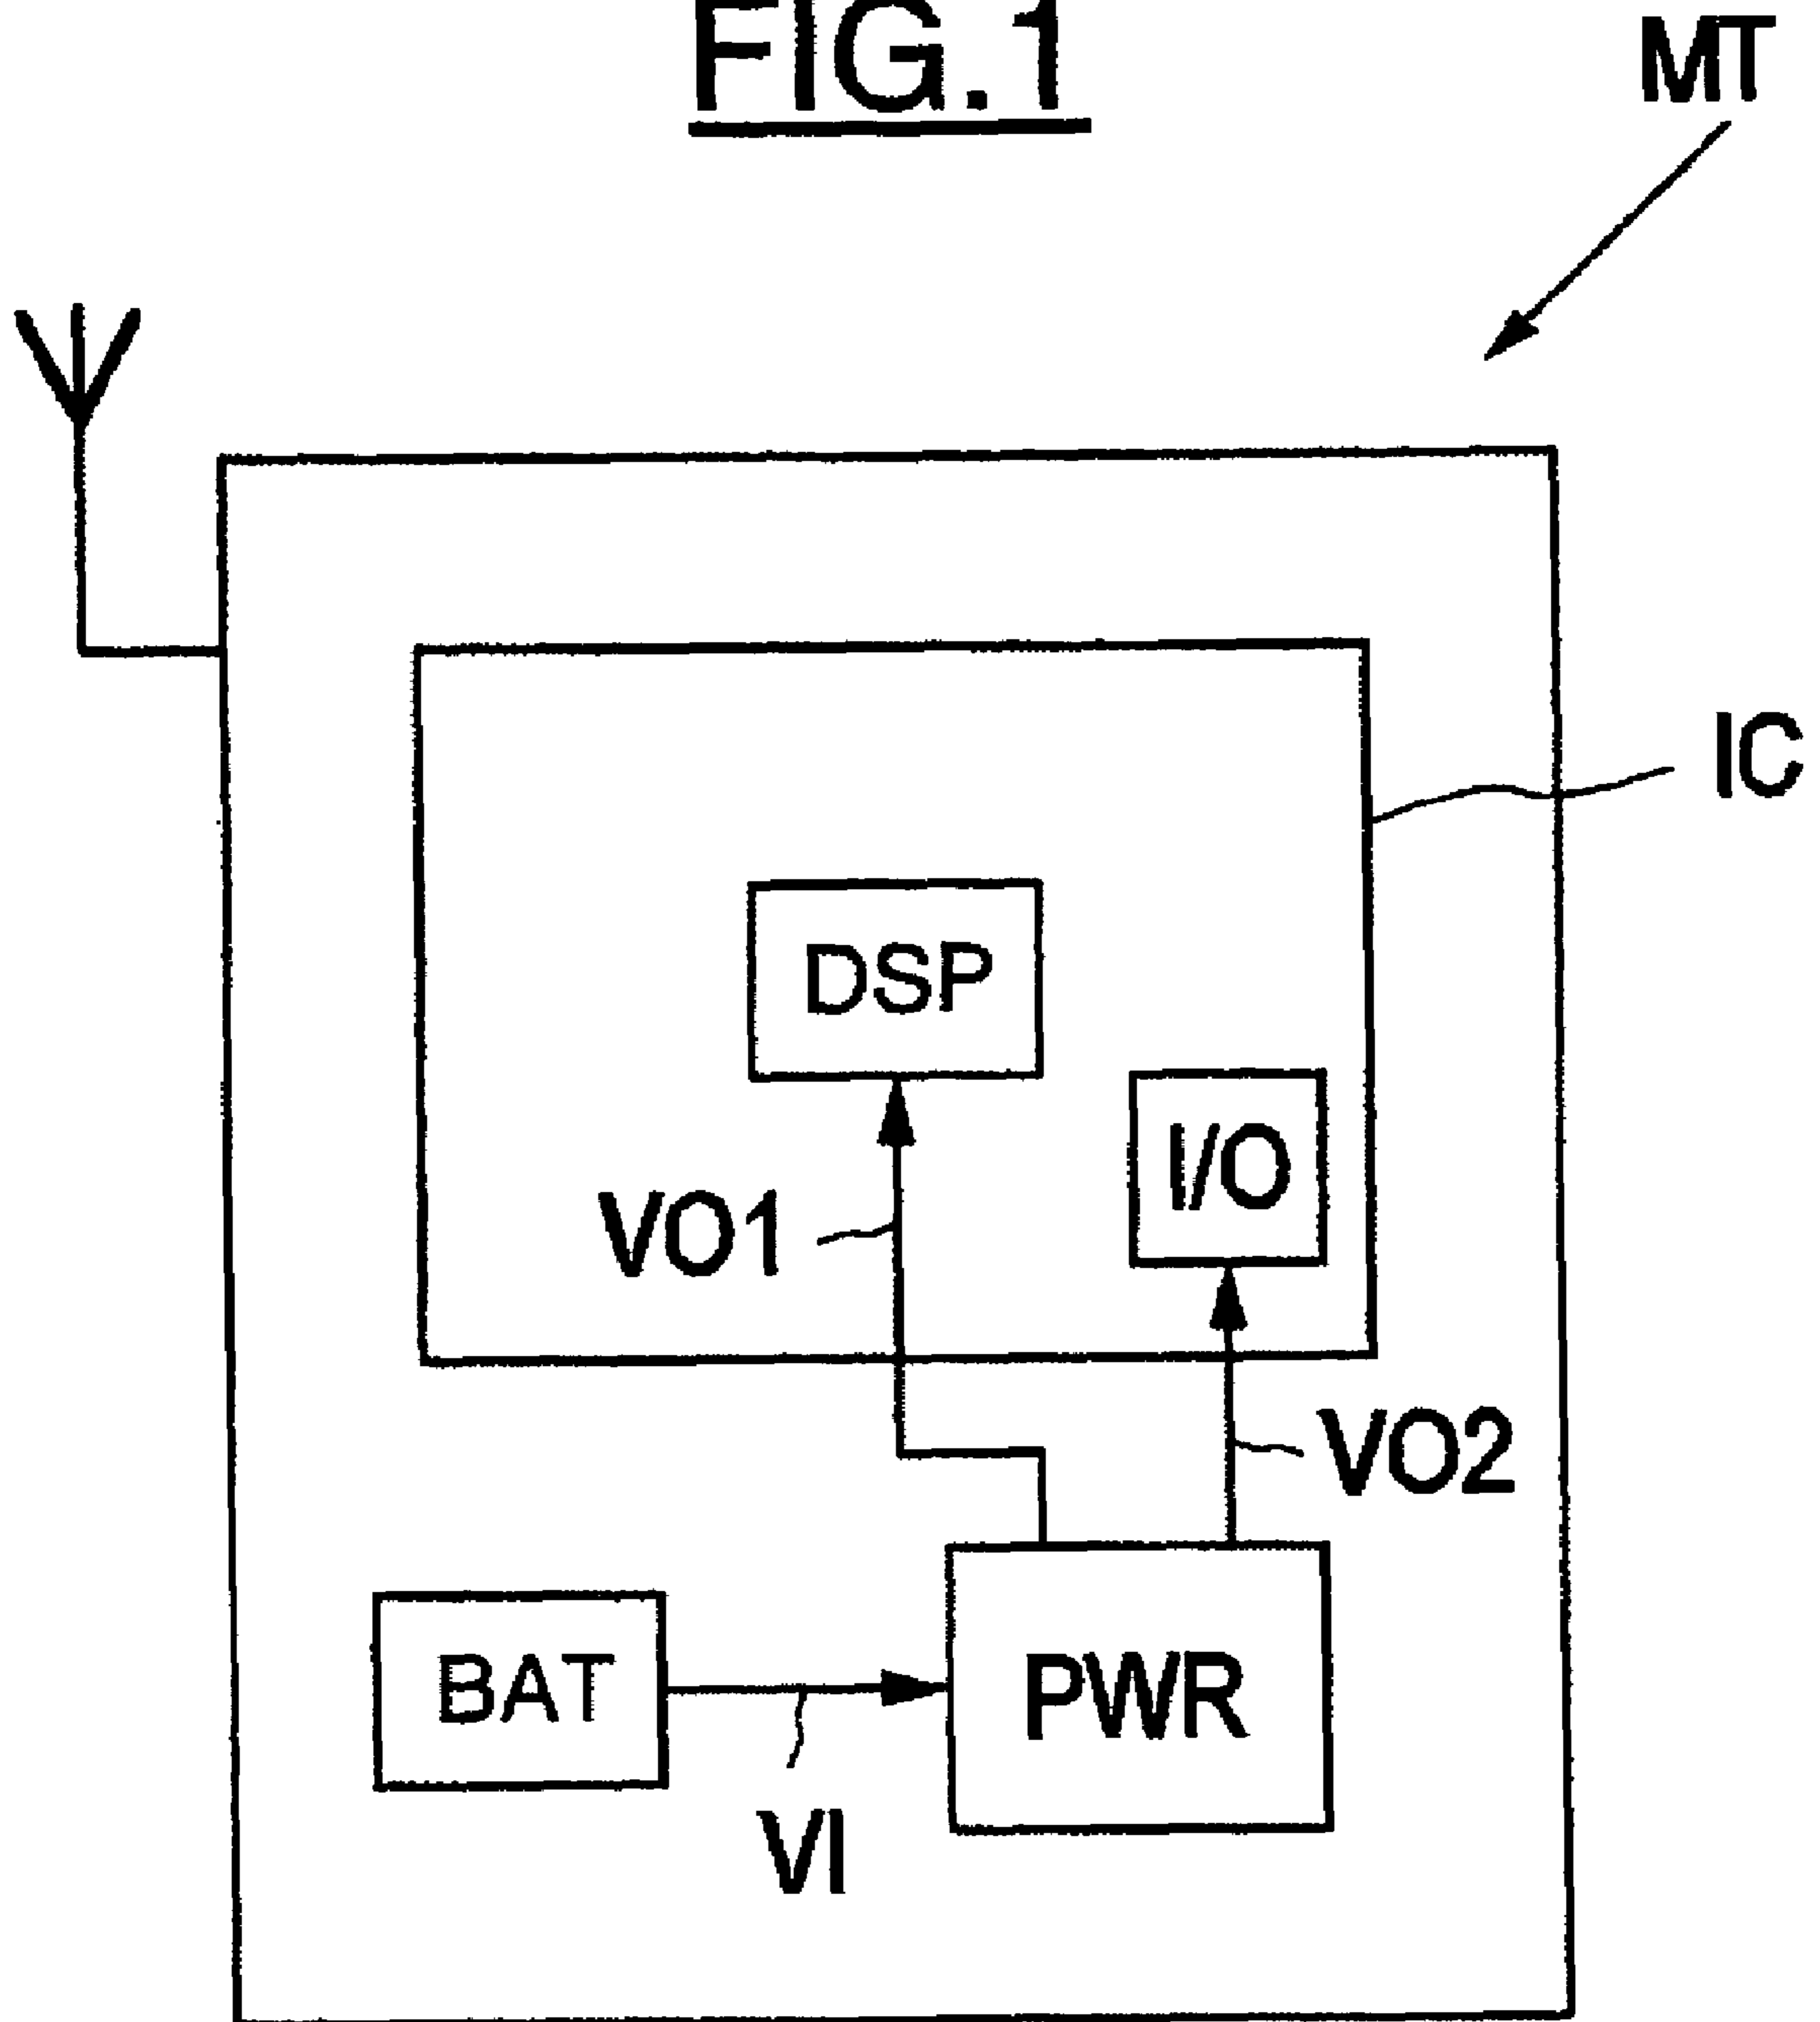 FIG.1
MT
IC
DSP
I/O
VO1
VO2
BAT
PWR
VI